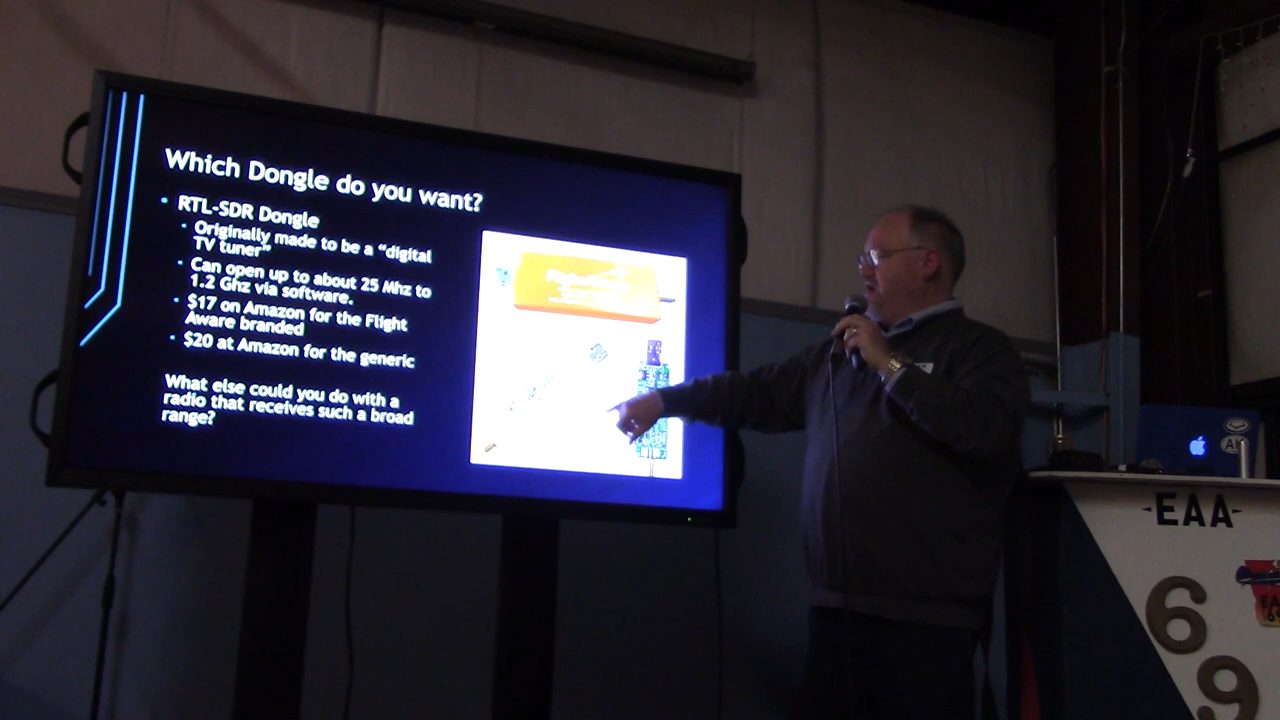 Which Dongle do you want?
RTL-SDR Dongle
Originally made to be a “digital
TV tuner”
Can open up to about 25 Mhz to
1.2 Ghz via software.
$17 on Amazon for the Flight
Aware branded
$20 at Amazon for the generic
What else could you do with a
radio that receives such a broad
range?
-EAA-
6
9